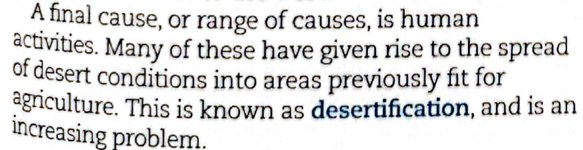 A final cause, or range of causes, is human
activities. Many of these have given rise to the spread
of desert conditions into areas previously fit for
agriculture. This is known as desertification, and is an
increasing problem.